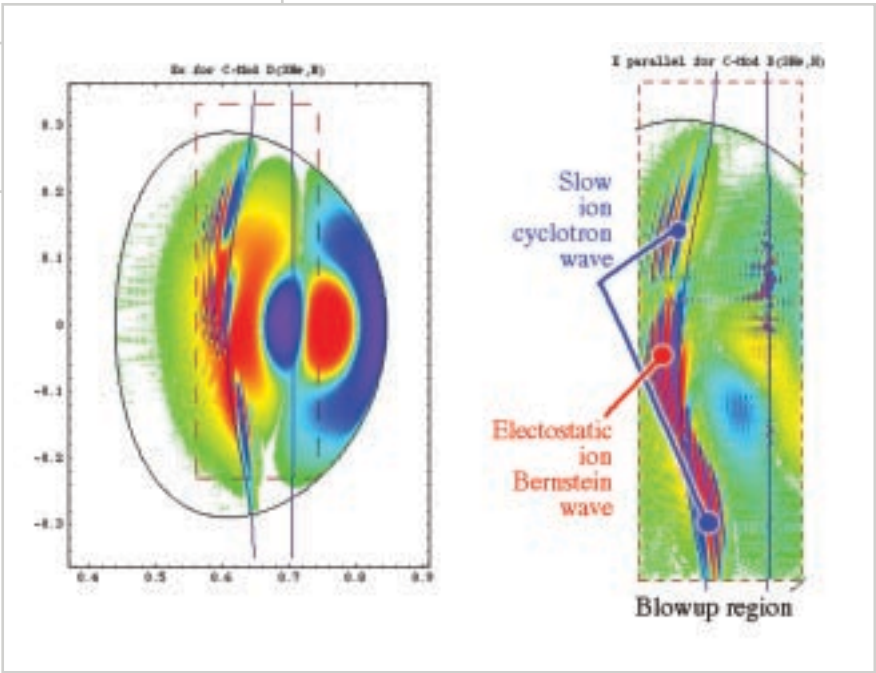 Ex for C-Mod D(3He,H)
0.3
0.2
0.1
0
-0.1
-0.2
-0.3
0.4 0.5 0.6 0.7 0.8 0.9
E parallel for C-Mod D(3He,H)
Slow
ion
cyclotron
wave
Electostatic
ion
Bernstein
wave
Blowup region